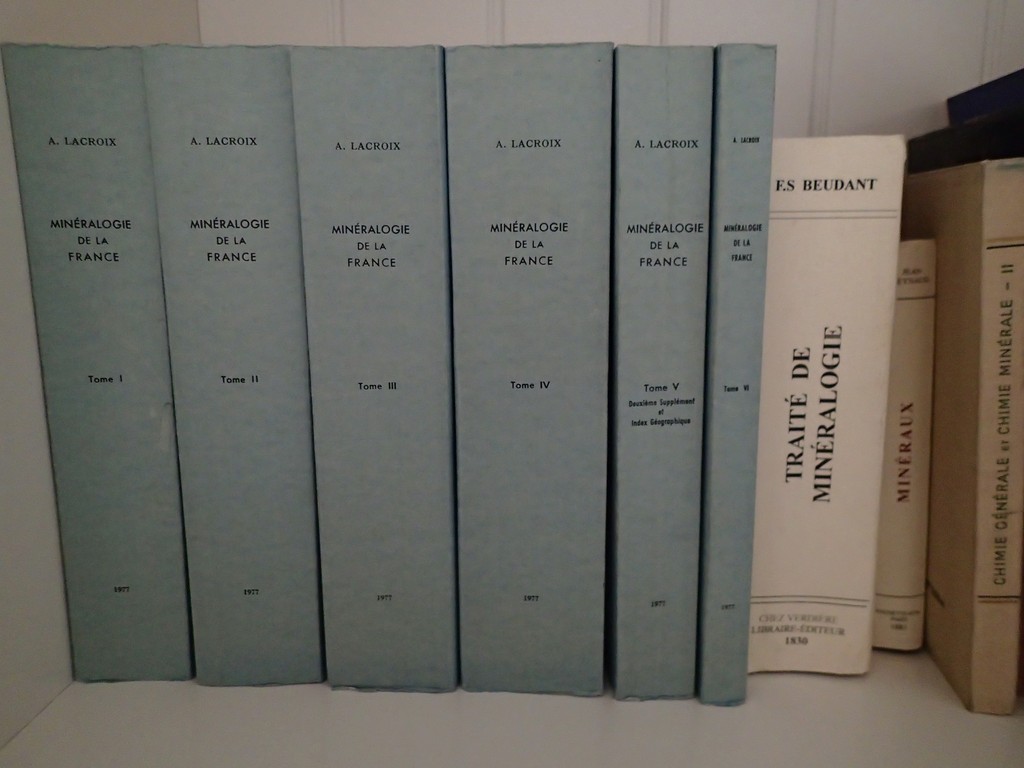 A. LACROIX
MINÉRALOGIE
DE LA
FRANCE
Tome I
1977
A. LACROIX
MINÉRALOGIE
DE LA
FRANCE
Tome II
1977
A. LACROIX
MINÉRALOGIE
DE LA
FRANCE
Tome III
1977
A. LACROIX
MINÉRALOGIE
DE LA
FRANCE
Tome IV
1977
A. LACROIX
MINÉRALOGIE
DE LA
FRANCE
Tome V
Deuxième Supplément
et
Index Géographique
1977
A. LACROIX
MINÉRALOGIE
DE LA
FRANCE
Tome VI
1977
F.S BEUDANT
TRAITÉ DE
MINÉRALOGIE
CHEZ VERDIÈRE
LIBRAIRE-ÉDITEUR
1830
JEAN
MINÉRAUX
CHIMIE GÉNÉRALE ET CHIMIE MINÉRALE - II